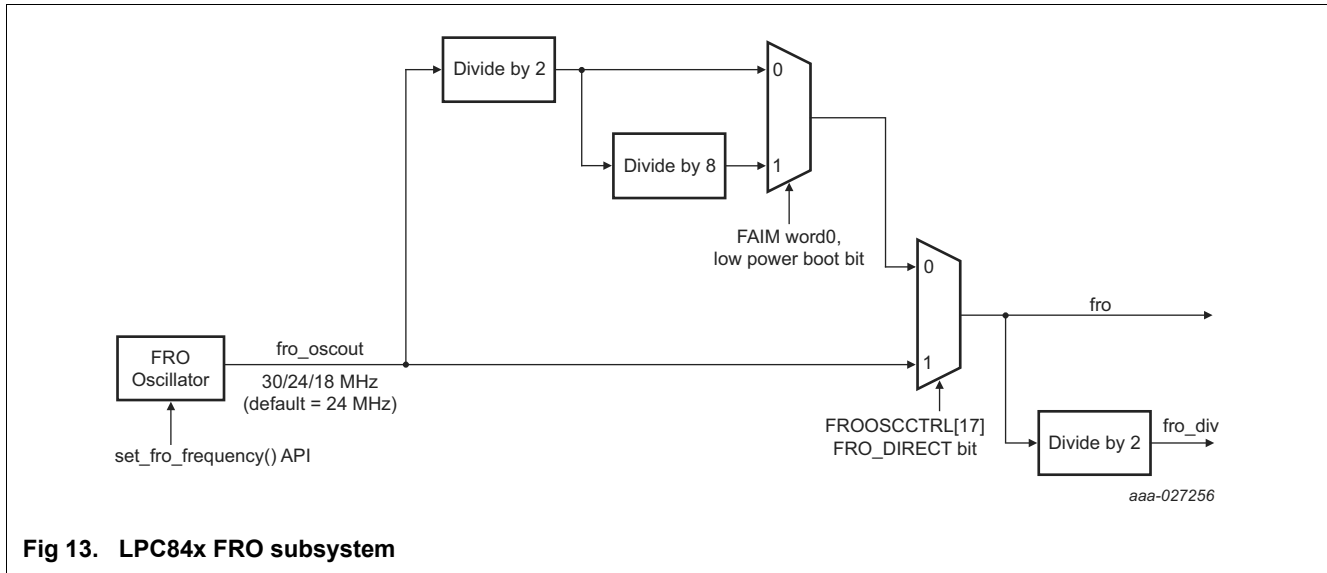 Divide by 2
0
Divide by 8
1
FAIM word0,
low power boot bit
0
fro
FRO
Oscillator
fro_oscout
30/24/18 MHz
(default = 24 MHz)
1
set_fro_frequency() API
FROOSCCTRL[17]
FRO_DIRECT bit
Divide by 2
fro_div
aaa-027256
Fig 13. LPC84x FRO subsystem